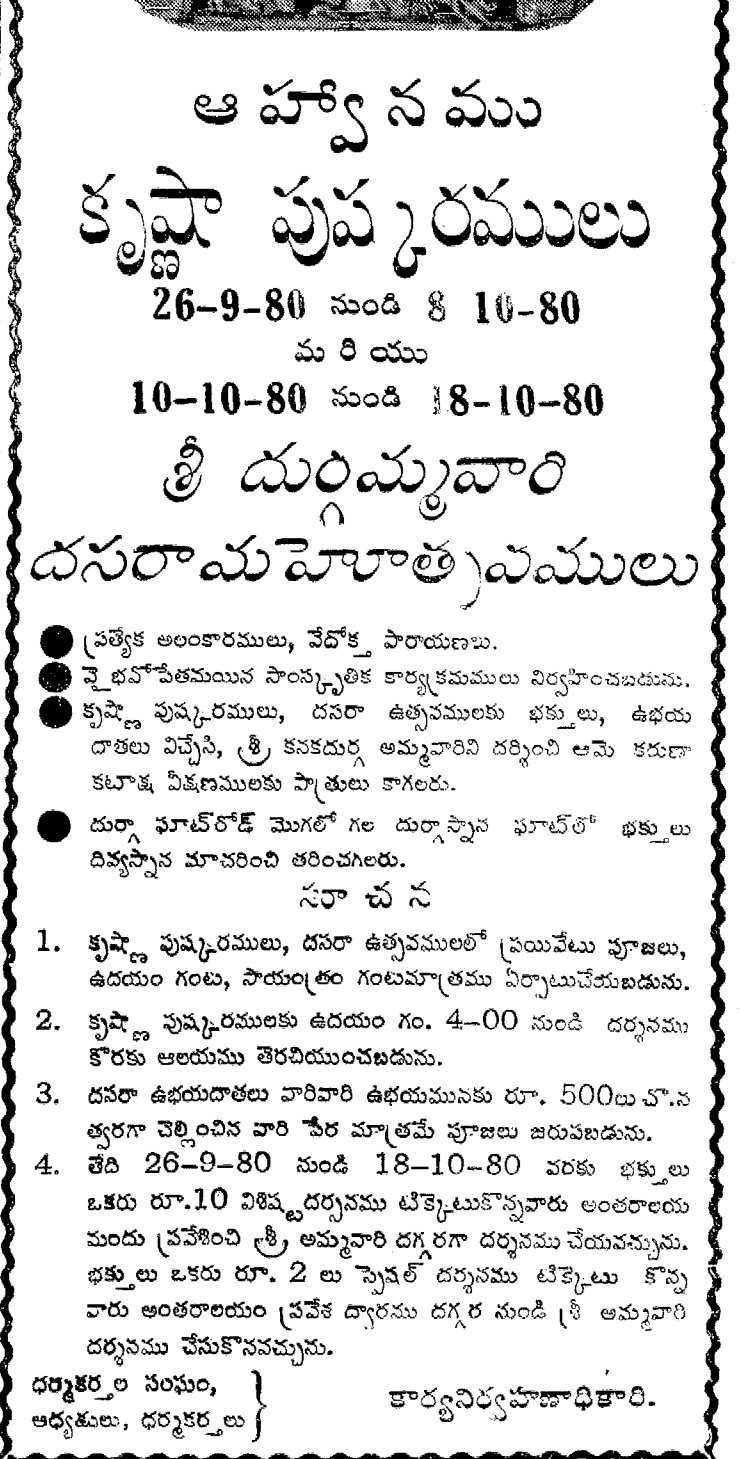 ఆహ్వానము
కృష్ణా పుష్కరములు
26-9-80 నుండి 8 10-80
మరియు
10-10-80 నుండి 18-10-80
శ్రీ దుర్గమ్మవారి
దసరామహోత్సవములు
● ప్రత్యేక అలంకారములు, వేదోక్త పారాయణలు.
● వైభవోపేతమయిన సాంస్కృతిక కార్యక్రమములు నిర్వహించబడును.
● కృష్ణా పుష్కరములు, దసరా ఉత్సవములకు భక్తులు, ఉభయ
దాతలు విచ్చేసి, శ్రీ కనకదుర్గ అమ్మవారిని దర్శించి ఆమె కరుణా
కటాక్ష వీక్షణములకు పాత్రులు కాగలరు.
● దుర్గా ఘాట్‌రోడ్ మొగలో గల దుర్గాస్నాన ఘాట్‌లో భక్తులు
దివ్యస్నాన మాచరించి తరించగలరు.
సూచన
1. కృష్ణా పుష్కరములు, దసరా ఉత్సవములలో ప్రయివేటు పూజలు,
ఉదయం గంట, సాయంత్రం గంటమాత్రము ఏర్పాటుచేయబడును.
2. కృష్ణా పుష్కరములకు ఉదయం గం. 4-00 నుండి దర్శనము
కొరకు ఆలయము తెరచియుంచబడును.
3. దసరా ఉభయదాతలు వారివారి ఉభయమునకు రూ. 500లు చొ.న
త్వరగా చెల్లించిన వారి పేర మాత్రమే పూజలు జరుపబడును.
4. తేది 26-9-80 నుండి 18-10-80 వరకు భక్తులు
ఒకరు రూ.10 విశిష్టదర్సనము టిక్కెటుకొన్నవారు అంతరాలయ
మందు ప్రవేశించి శ్రీ అమ్మవారి దగ్గరగా దర్శనము చేయవచ్చును.
భక్తులు ఒకరు రూ. 2 లు స్పెషల్ దర్శనము టిక్కెట్టు కొన్న
వారు అంతరాలయం ప్రవేశ ద్వారము దగ్గర నుండి శ్రీ అమ్మవారి
దర్శనము చేసుకొనవచ్చును.
ధర్మకర్తల సంఘం,
అధ్యక్షులు, ధర్మకర్తలు } కార్యనిర్వహణాధికారి.